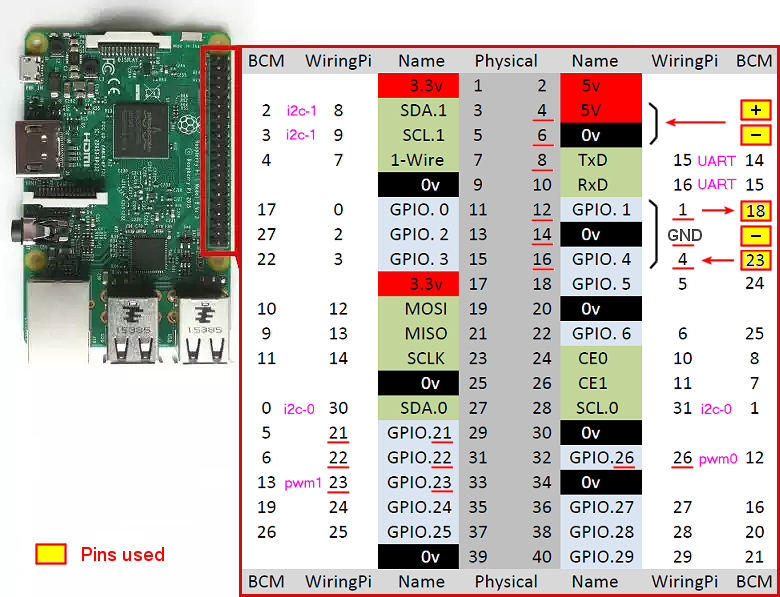 BCM WiringPi Name Physical Name WiringPi BCM
3.3v 1 2 5v
2 i2c-1 8 SDA.1 3 4 5V +
3 i2c-1 9 SCL.1 5 6 0v −
4 7 1-Wire 7 8 TxD 15 UART 14
0v 9 10 RxD 16 UART 15
17 0 GPIO. 0 11 12 GPIO. 1 1 18
27 2 GPIO. 2 13 14 0v GND −
22 3 GPIO. 3 15 16 GPIO. 4 4 23
3.3v 17 18 GPIO. 5 5 24
10 12 MOSI 19 20 0v
9 13 MISO 21 22 GPIO. 6 6 25
11 14 SCLK 23 24 CE0 10 8
0v 25 26 CE1 11 7
0 i2c-0 30 SDA.0 27 28 SCL.0 31 i2c-0 1
5 21 GPIO.21 29 30 0v
6 22 GPIO.22 31 32 GPIO.26 26 pwm0 12
13 pwm1 23 GPIO.23 33 34 0v
19 24 GPIO.24 35 36 GPIO.27 27 16
26 25 GPIO.25 37 38 GPIO.28 28 20
0v 39 40 GPIO.29 29 21
BCM WiringPi Name Physical Name WiringPi BCM
Pins used
DISPLAY
PWR IN
HDMI